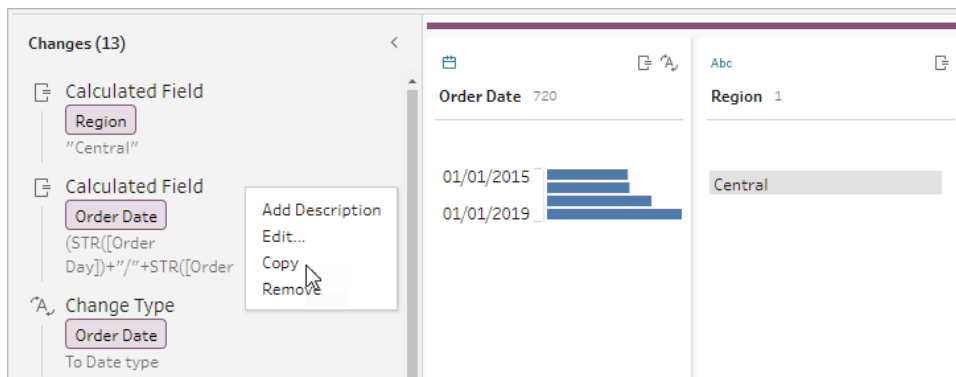 Changes (13)
Calculated Field
Region
"Central"
Calculated Field
Order Date
(STR([Order
Day])+"/"+STR([Order
Change Type
Order Date
To Date type
Add Description
Edit...
Copy
Remove
Order Date 720
01/01/2015
01/01/2019
Abc
Region 1
Central